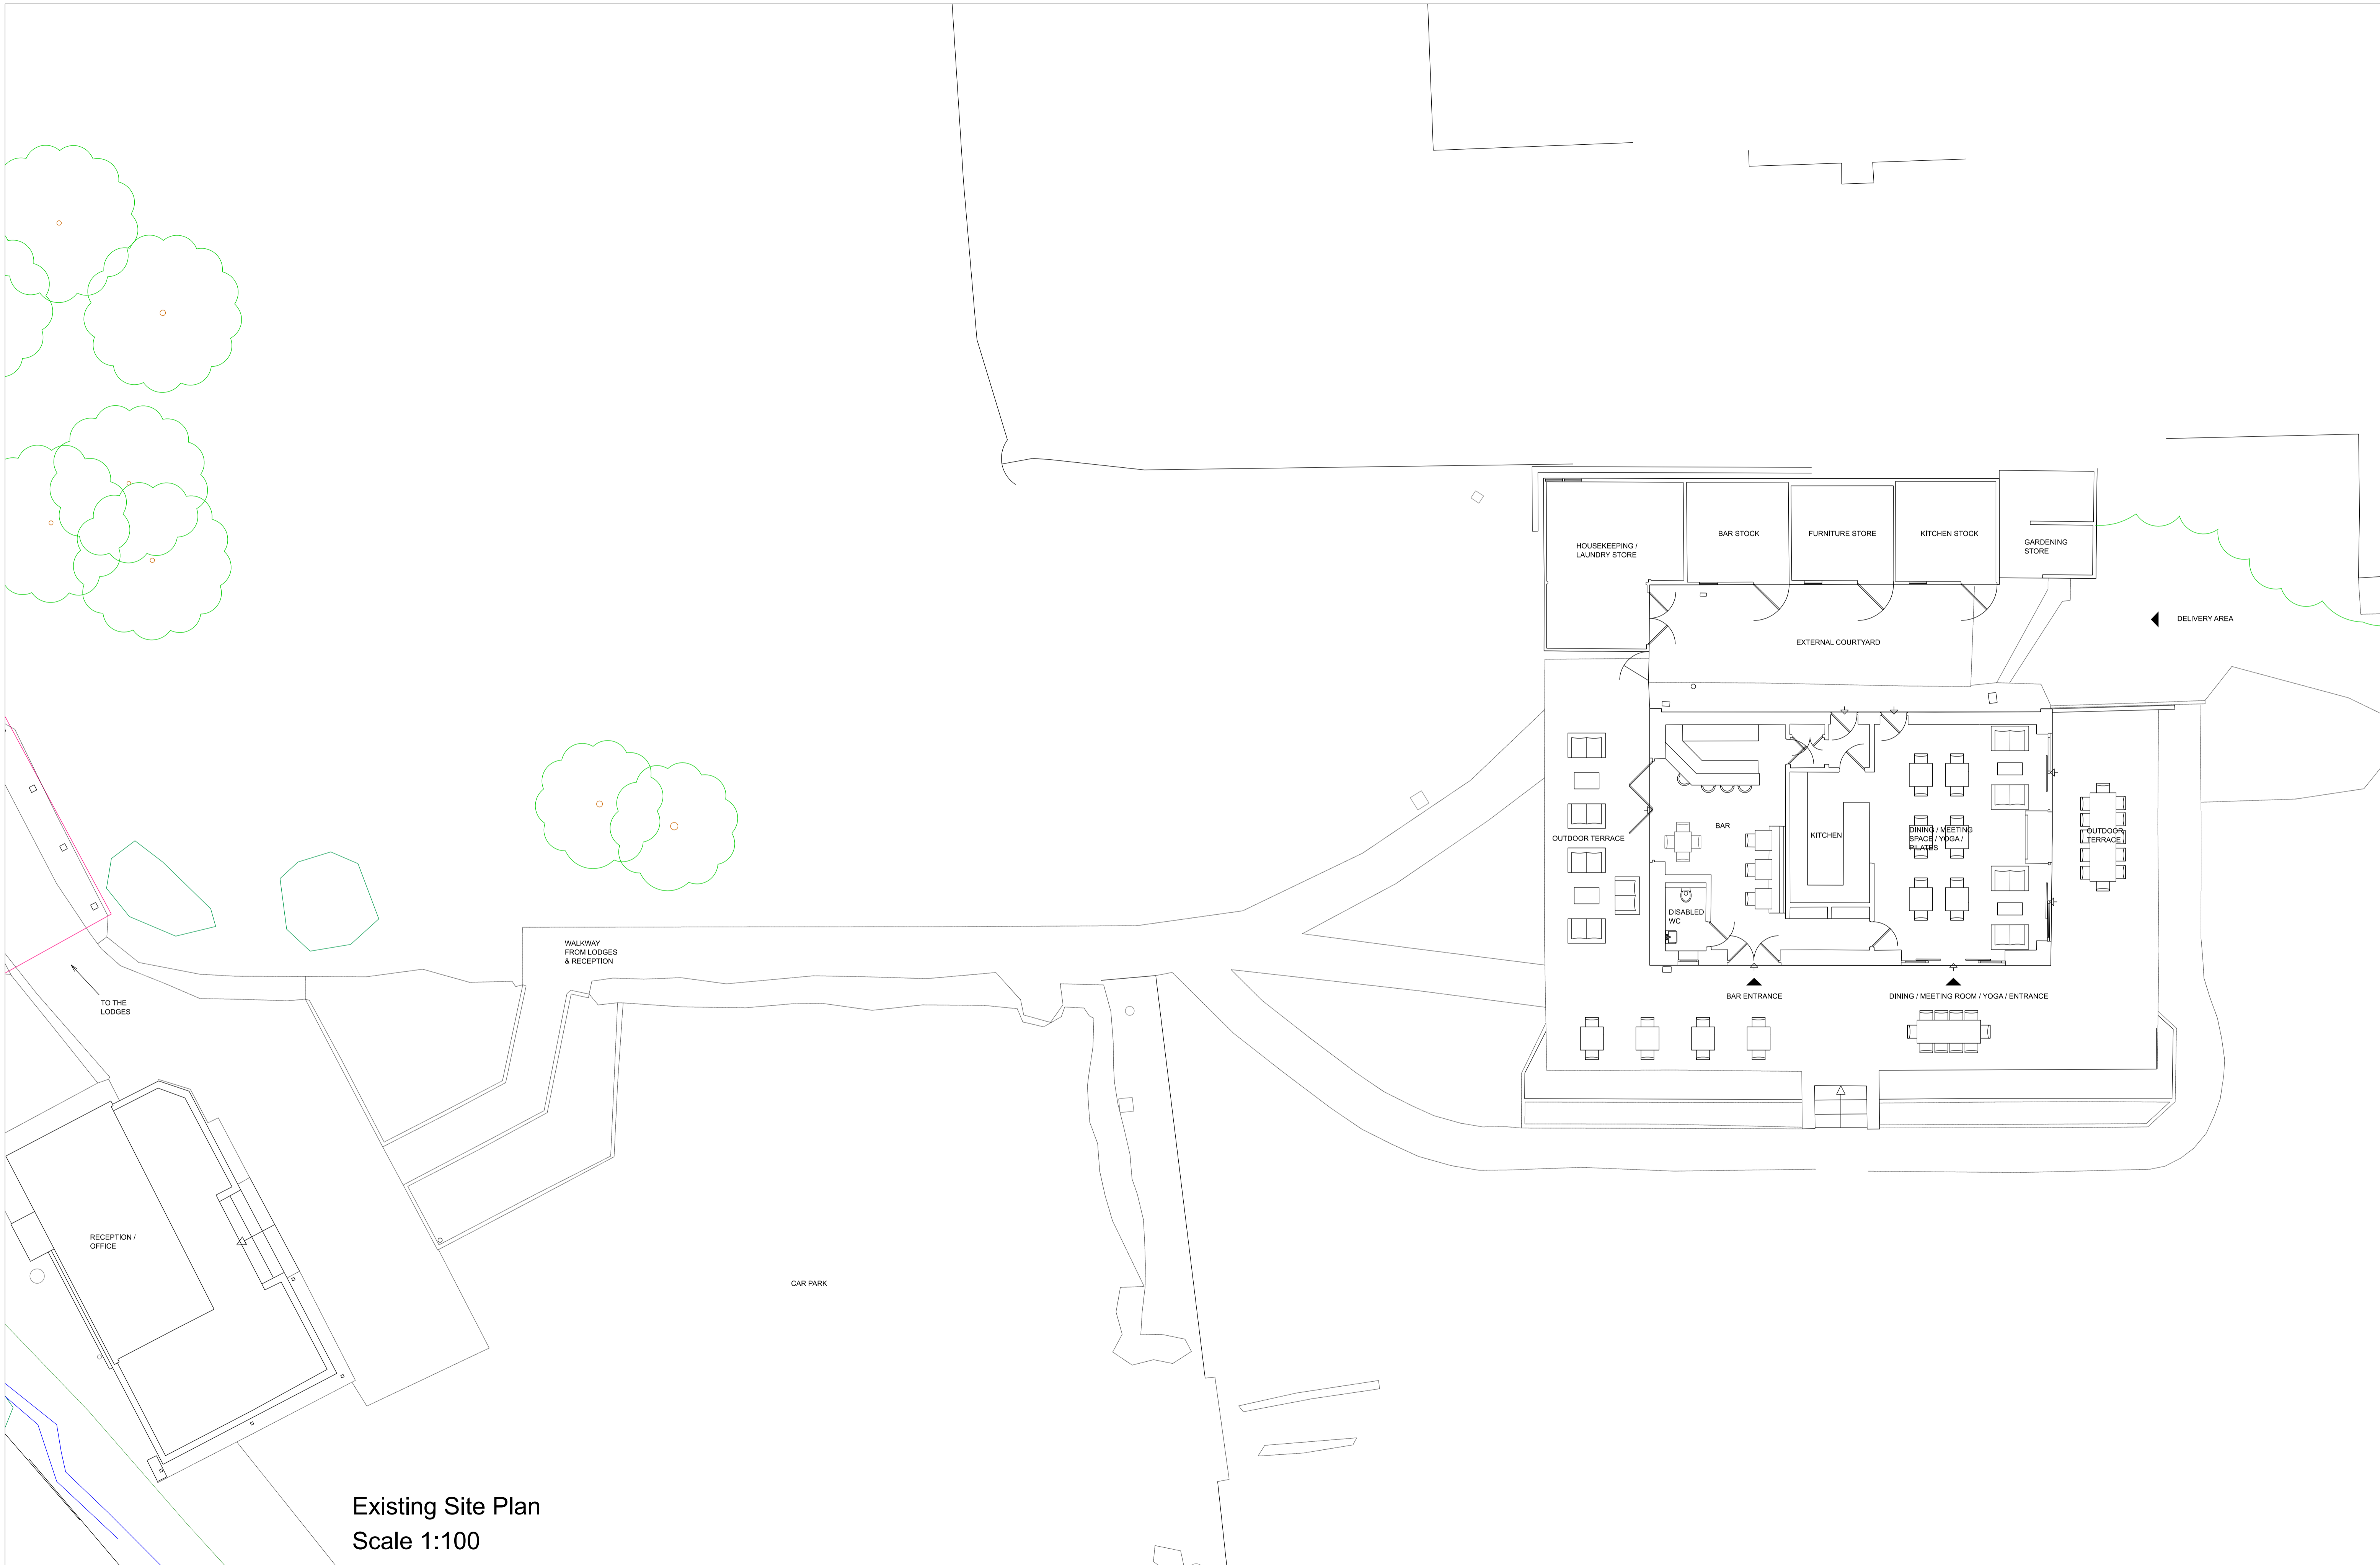 HOUSEKEEPING /
LAUNDRY STORE
BAR STOCK
FURNITURE STORE
KITCHEN STOCK
GARDENING
STORE
EXTERNAL COURTYARD
DELIVERY AREA
OUTDOOR TERRACE
BAR
KITCHEN
DINING / MEETING
SPACE / YOGA /
PILATES
OUTDOOR
TERRACE
DISABLED
WC
WALKWAY
FROM LODGES
& RECEPTION
TO THE
LODGES
BAR ENTRANCE
DINING / MEETING ROOM / YOGA / ENTRANCE
RECEPTION /
OFFICE
CAR PARK
Existing Site Plan
Scale 1:100